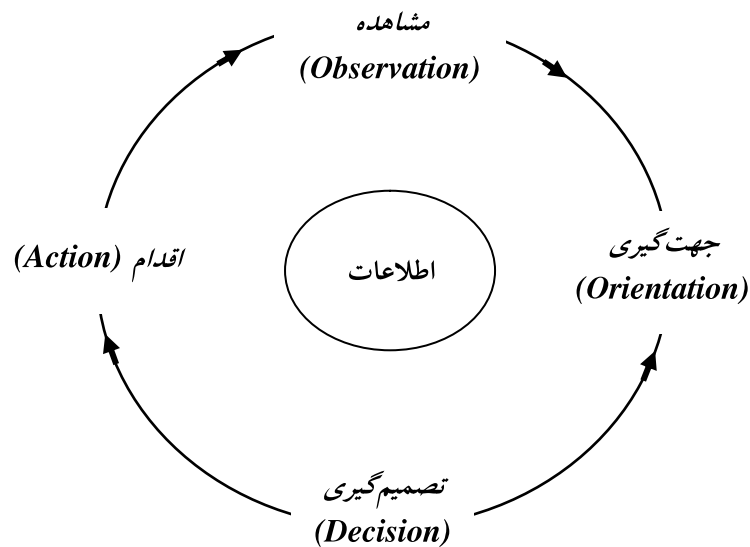 مشاهده
(Observation)
جهت‌گیری
(Orientation)
اطلاعات
اقدام (Action)
تصمیم‌گیری
(Decision)